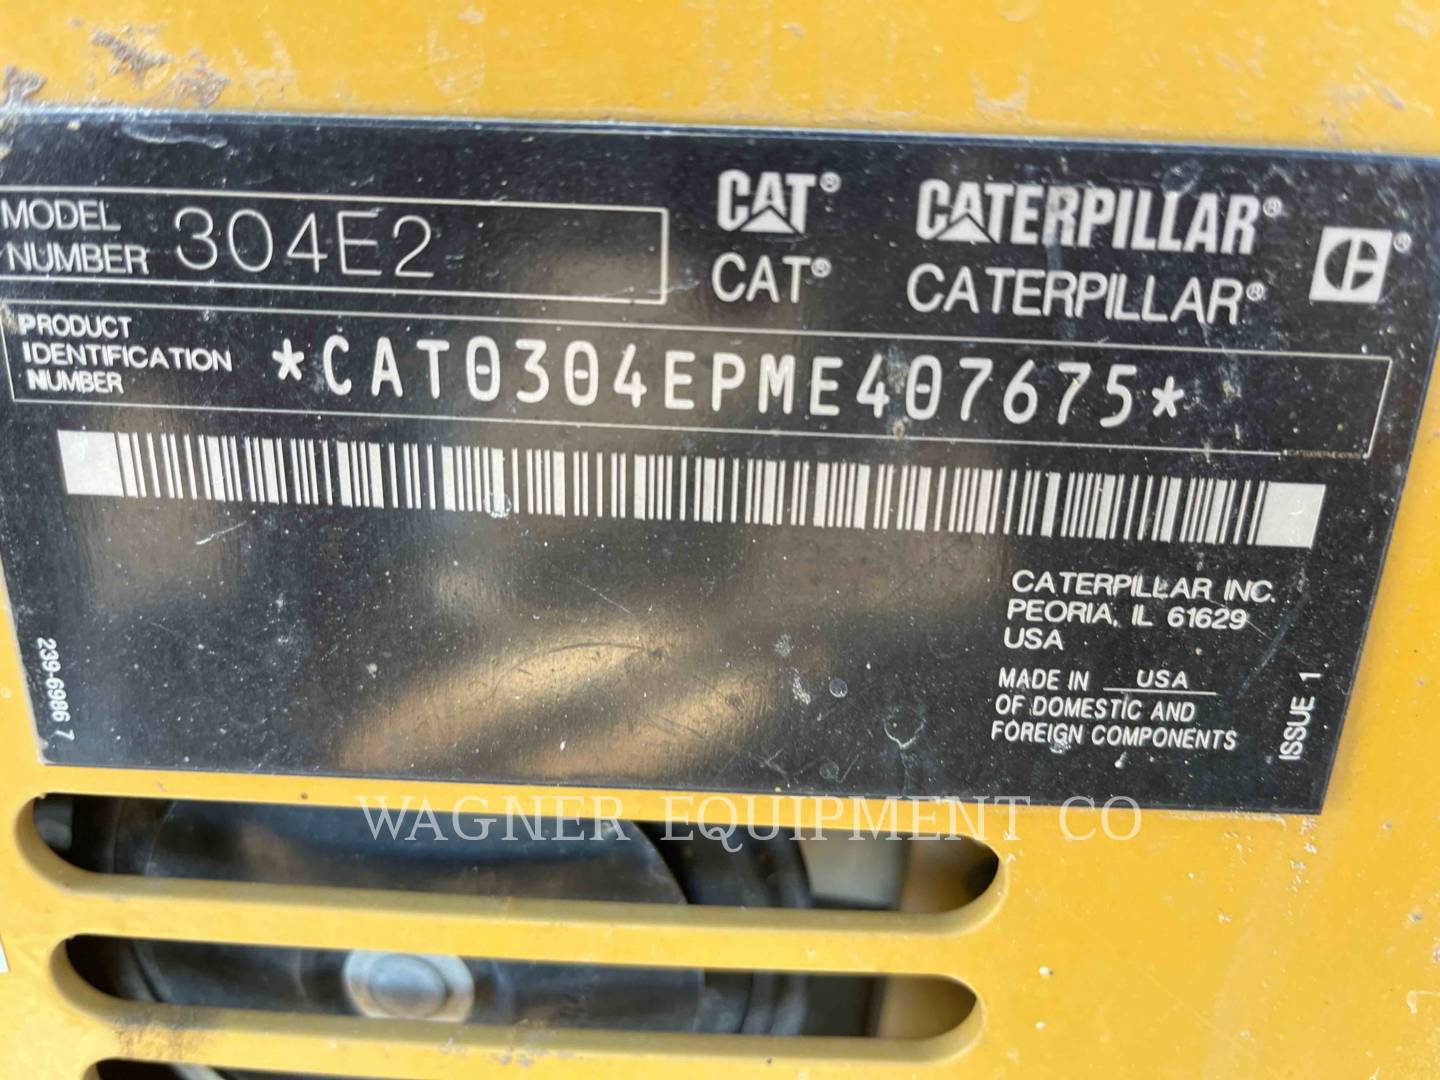 MODEL
NUMBER 304E2
CAT® CATERPILLAR®
CAT® CATERPILLAR®
PRODUCT
IDENTIFICATION
NUMBER
*CAT0304EPME407675*
CATERPILLAR INC.
PEORIA, IL 61629
USA
MADE IN USA
OF DOMESTIC AND
FOREIGN COMPONENTS
239-6986 7
ISSUE 1
WAGNER EQUIPMENT CO